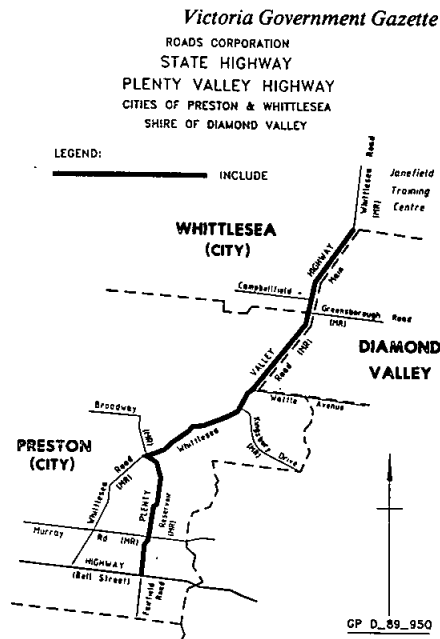 Victoria Government Gazette
ROADS CORPORATION
STATE HIGHWAY
PLENTY VALLEY HIGHWAY
CITIES OF PRESTON & WHITTLESEA
SHIRE OF DIAMOND VALLEY
LEGEND:
INCLUDE
Whittlesea Road
(MR)
Janefield
Training
Centre
WHITTLESEA
(CITY)
HIGHWAY
Main
Campbellfield
Greensborough Road
(MR)
VALLEY
Road (MR)
DIAMOND
VALLEY
Wattle Avenue
Broadway
(MR)
Whittlesea
Kingsbury Drive
(MR)
PRESTON
(CITY)
Whittlesea Road
(MR)
PLENTY
Reservoir
(MR)
Murray Rd (MR)
HIGHWAY
(Bell Street)
Fairfield Road
GP D_89_950